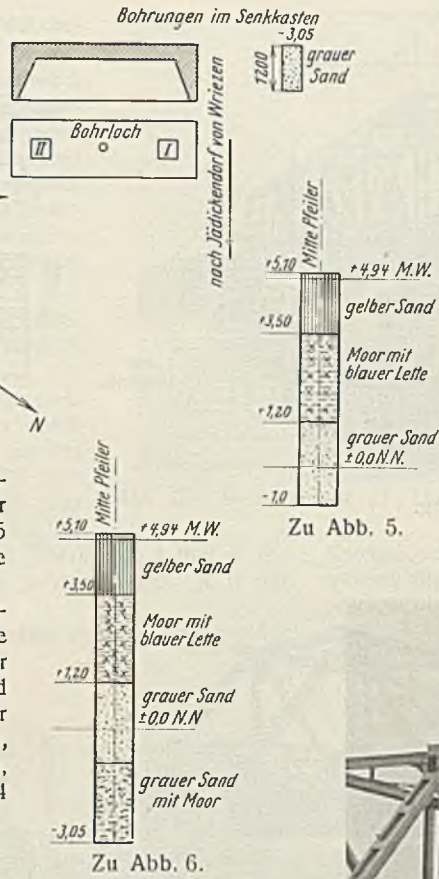 Bohrungen im Senkkasten
-3,05
grauer
Sand
1200
Bohrloch
II
I
nach Jädickendorf von Wriezen
N
Mitte Pfeiler
+5,10
+4,94 M.W.
gelber Sand
+3,50
Moor mit
blauer Lette
+1,20
grauer Sand
±0,0 N.N.
-1,0
Zu Abb. 5.
Mitte Pfeiler
+5,10
+4,94 M.W.
gelber Sand
+3,50
Moor mit
blauer Lette
+1,20
grauer Sand
±0,0 N.N
grauer Sand
mit Moor
-3,05
Zu Abb. 6.